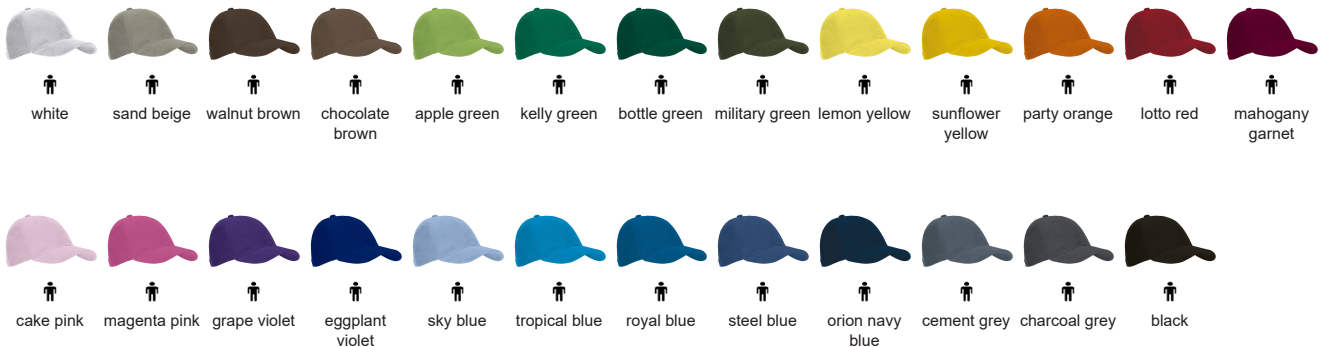 white sand beige walnut brown chocolate apple green kelly green bottle green military green lemon yellow sunflower party orange lotto red mahogany
brown yellow garnet
cake pink magenta pink grape violet eggplant sky blue tropical blue royal blue steel blue orion navy cement grey charcoal grey black
violet blue